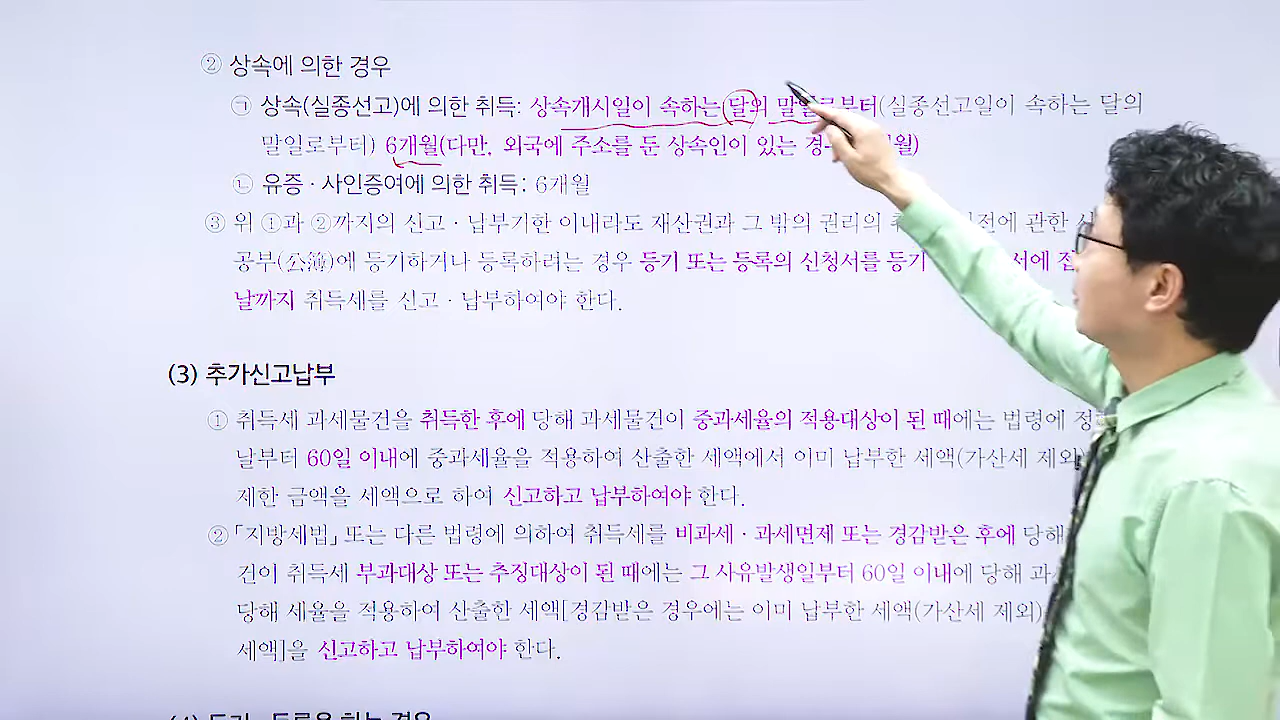 ② 상속에 의한 경우
㉠ 상속(실종선고)에 의한 취득: 상속개시일이 속하는 달의 말일로부터(실종선고일이 속하는 달의
말일로부터) 6개월(다만, 외국에 주소를 둔 상속인이 있는 경우
㉡ 유증·사인증여에 의한 취득: 6개월
③ 위 ①과 ②까지의 신고·납부기한 이내라도 재산권과 그 밖의 권리의 관한
공부(公簿)에 등기하거나 등록하려는 경우 등기 또는 등록의 신청서를 등기
날까지 취득세를 신고·납부하여야 한다.
(3) 추가신고납부
① 취득세 과세물건을 취득한 후에 당해 과세물건이 중과세율의 적용대상이 된 때에는 법령에
날부터 60일 이내에 중과세율을 적용하여 산출한 세액에서 이미 납부한 세액(가산세 제외)
제한 금액을 세액으로 하여 신고하고 납부하여야 한다.
② 「지방세법」 또는 다른 법령에 의하여 취득세를 비과세·과세면제 또는 경감받은 후에 당해
건이 취득세 부과대상 또는 추징대상이 된 때에는 그 사유발생일부터 60일 이내에 당해
당해 세율을 적용하여 산출한 세액[경감받은 경우에는 이미 납부한 세액(가산세 제외)
세액]을 신고하고 납부하여야 한다.
(4) 등기·등록을 하는 경우